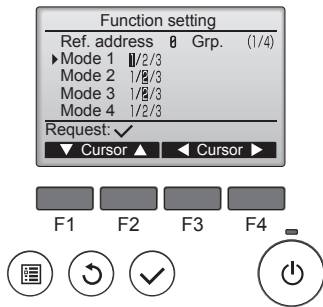 Function setting
Ref. address 0 Grp. (1/4)
Mode 1 1/2/3
Mode 2 1/2/3
Mode 3 1/2/3
Mode 4 1/2/3
Request: ✓
▼ Cursor ▲ ◀ Cursor ▶
F1 F2 F3 F4